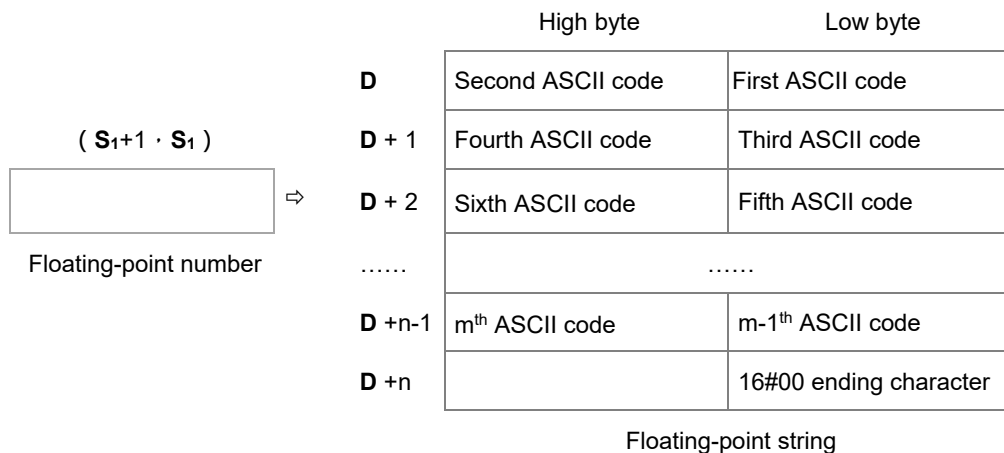 High byte Low byte
D Second ASCII code First ASCII code
( S₁+1 · S₁ ) D + 1 Fourth ASCII code Third ASCII code
⇨ D + 2 Sixth ASCII code Fifth ASCII code
Floating-point number …… ……
D +n-1 mᵗʰ ASCII code m-1ᵗʰ ASCII code
D +n 16#00 ending character
Floating-point string